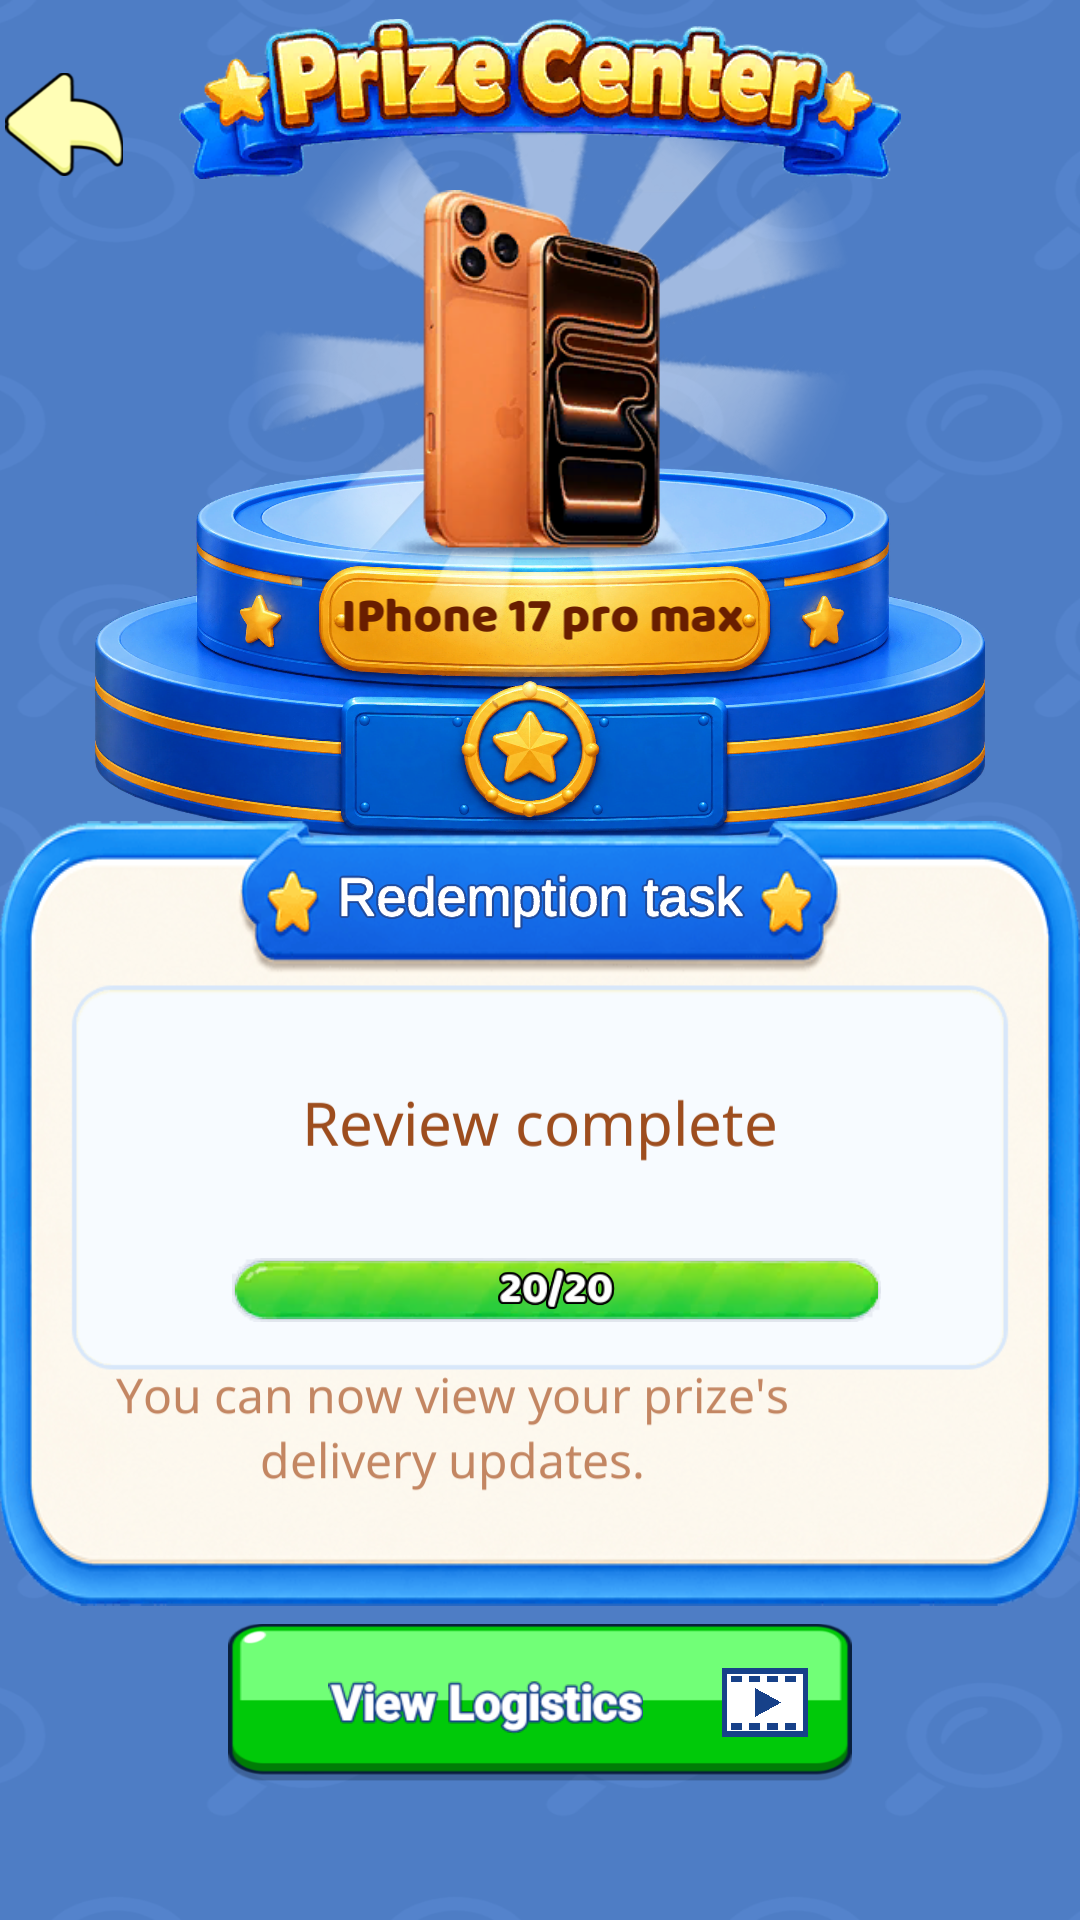 Prize Center
IPhone 17 pro max
Redemption task
Review complete
20/20
You can now view your prize's
delivery updates.
View Logistics